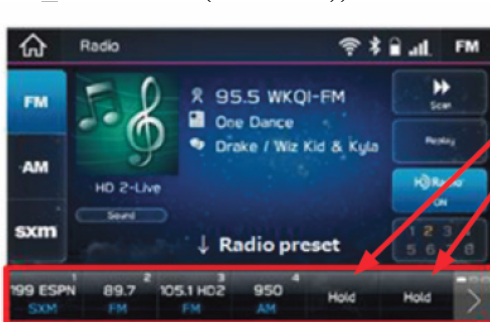 Radio
FM
FM
95.5 WKQI-FM
Scan
One Dance
Replay
Drake / Wiz Kid & Kyla
AM
HD 2-Live
HD Radio
ON
Sound
sxm
↓ Radio preset
1 2 3
5 6
1 2 3 4
199 ESPN 89.7 105.1 HD2 950 Hold Hold
SXM FM FM AM